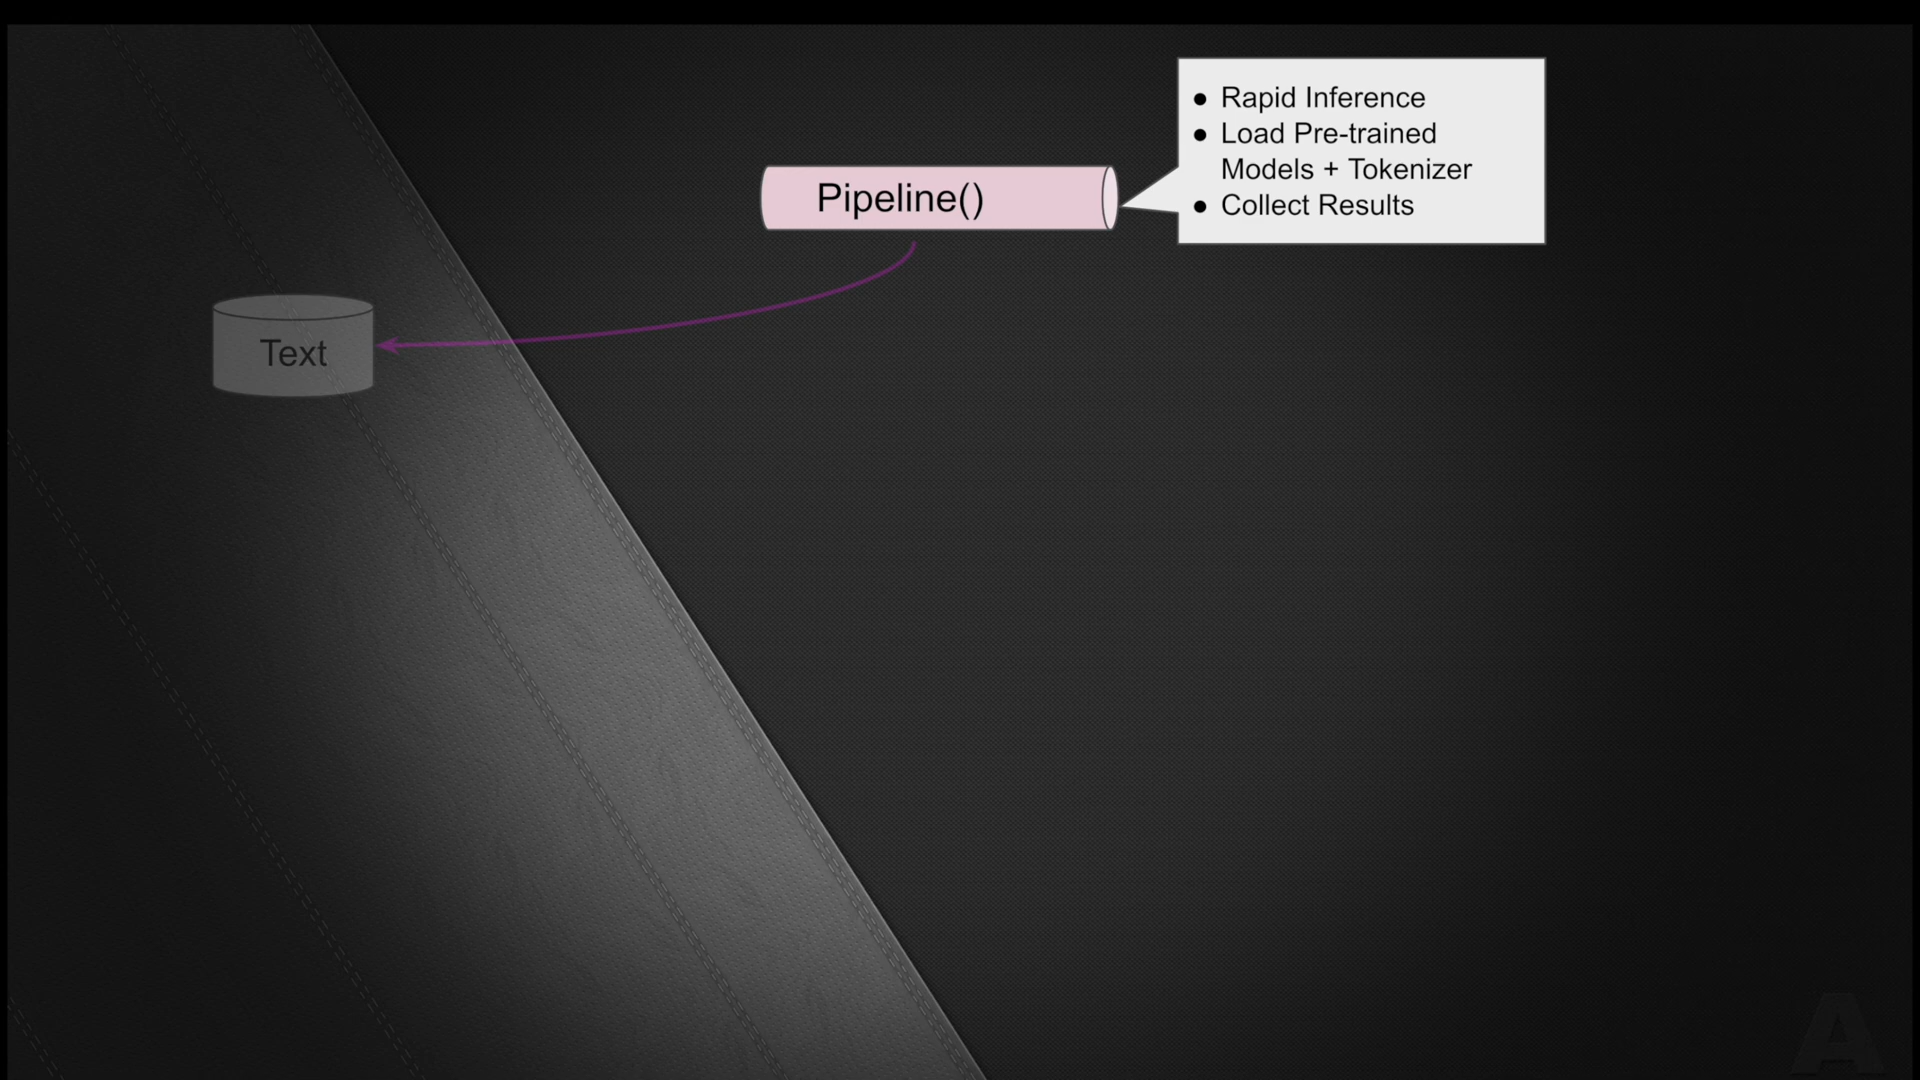 ● Rapid Inference
● Load Pre-trained
Models + Tokenizer
● Collect Results
Pipeline()
Text
A